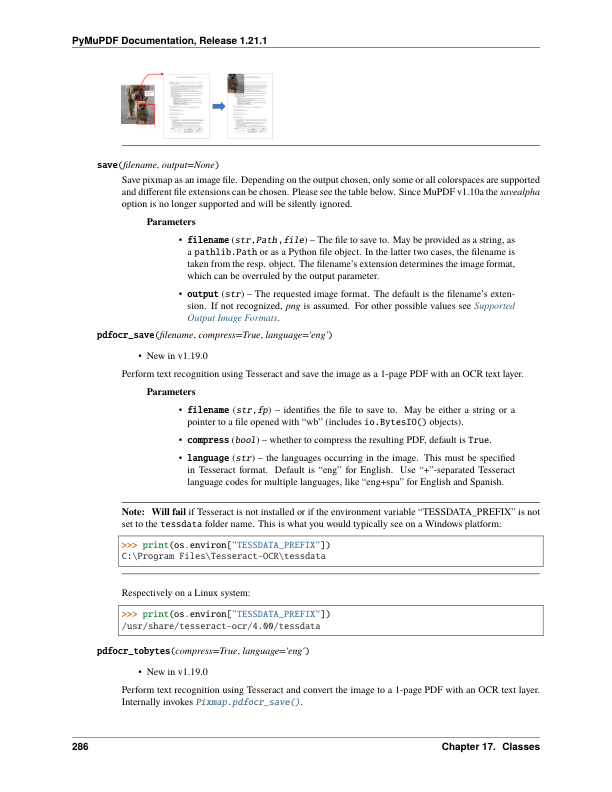 PyMuPDF Documentation, Release 1.21.1
save(filename, output=None)
Save pixmap as an image file. Depending on the output chosen, only some or all colorspaces are supported
and different file extensions can be chosen. Please see the table below. Since MuPDF v1.10a the savealpha
option is no longer supported and will be silently ignored.
Parameters
• filename (str,Path,file) – The file to save to. May be provided as a string, as
a pathlib.Path or as a Python file object. In the latter two cases, the filename is
taken from the resp. object. The filename's extension determines the image format,
which can be overruled by the output parameter.
• output (str) – The requested image format. The default is the filename's exten-
sion. If not recognized, png is assumed. For other possible values see Supported
Output Image Formats.
pdfocr_save(filename, compress=True, language='eng')
• New in v1.19.0
Perform text recognition using Tesseract and save the image as a 1-page PDF with an OCR text layer.
Parameters
• filename (str,fp) – identifies the file to save to. May be either a string or a
pointer to a file opened with “wb” (includes io.BytesIO() objects).
• compress (bool) – whether to compress the resulting PDF, default is True.
• language (str) – the languages occurring in the image. This must be specified
in Tesseract format. Default is “eng” for English. Use “+”-separated Tesseract
language codes for multiple languages, like “eng+spa” for English and Spanish.
Note: Will fail if Tesseract is not installed or if the environment variable “TESSDATA_PREFIX” is not
set to the tessdata folder name. This is what you would typically see on a Windows platform:
>>> print(os.environ["TESSDATA_PREFIX"])
C:\Program Files\Tesseract-OCR\tessdata
Respectively on a Linux system:
>>> print(os.environ["TESSDATA_PREFIX"])
/usr/share/tesseract-ocr/4.00/tessdata
pdfocr_tobytes(compress=True, language='eng')
• New in v1.19.0
Perform text recognition using Tesseract and convert the image to a 1-page PDF with an OCR text layer.
Internally invokes Pixmap.pdfocr_save().
286
Chapter 17. Classes